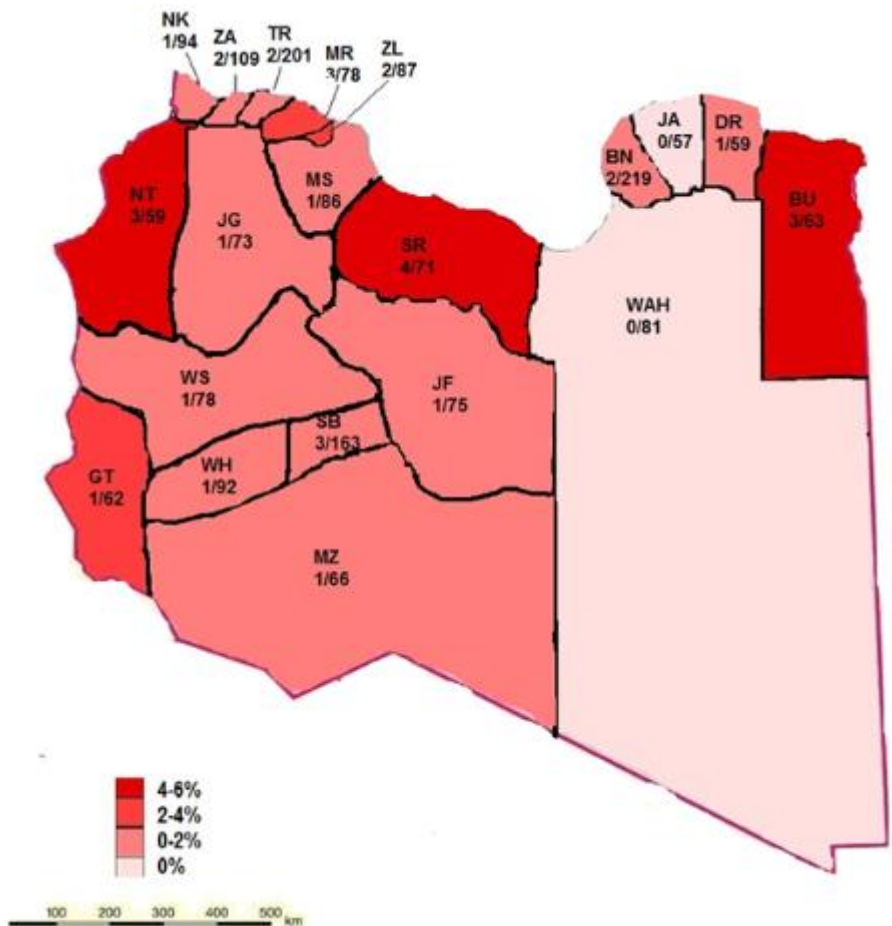 NK
1/94
ZA
2/109
TR
2/201
MR
3/78
ZL
2/87
JA
0/57
DR
1/59
BN
2/219
NT
3/59
MS
1/86
BU
3/63
JG
1/73
SR
4/71
WAH
0/81
WS
1/78
JF
1/75
SB
3/163
WH
1/92
GT
1/62
MZ
1/66
4-6%
2-4%
0-2%
0%
100 200 300 400 500 km